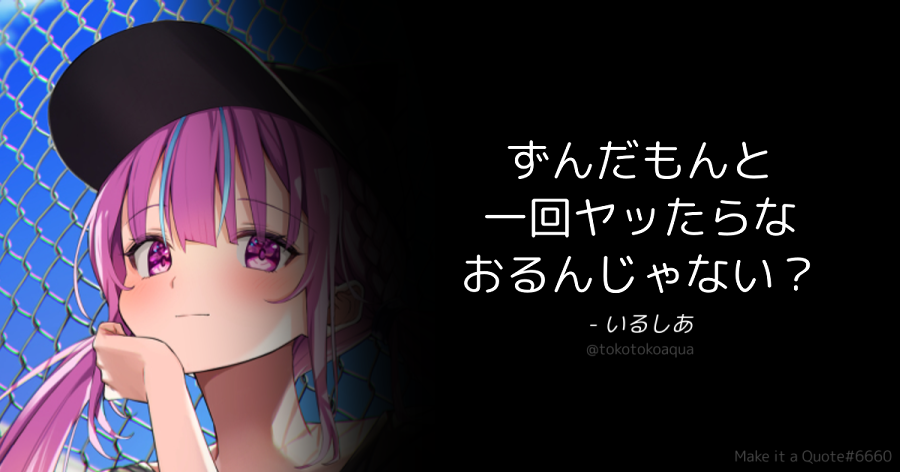 ずんだもんと
一回ヤッたらな
おるんじゃない？
- いるしあ
@tokotokoaqua
Make it a Quote#6660